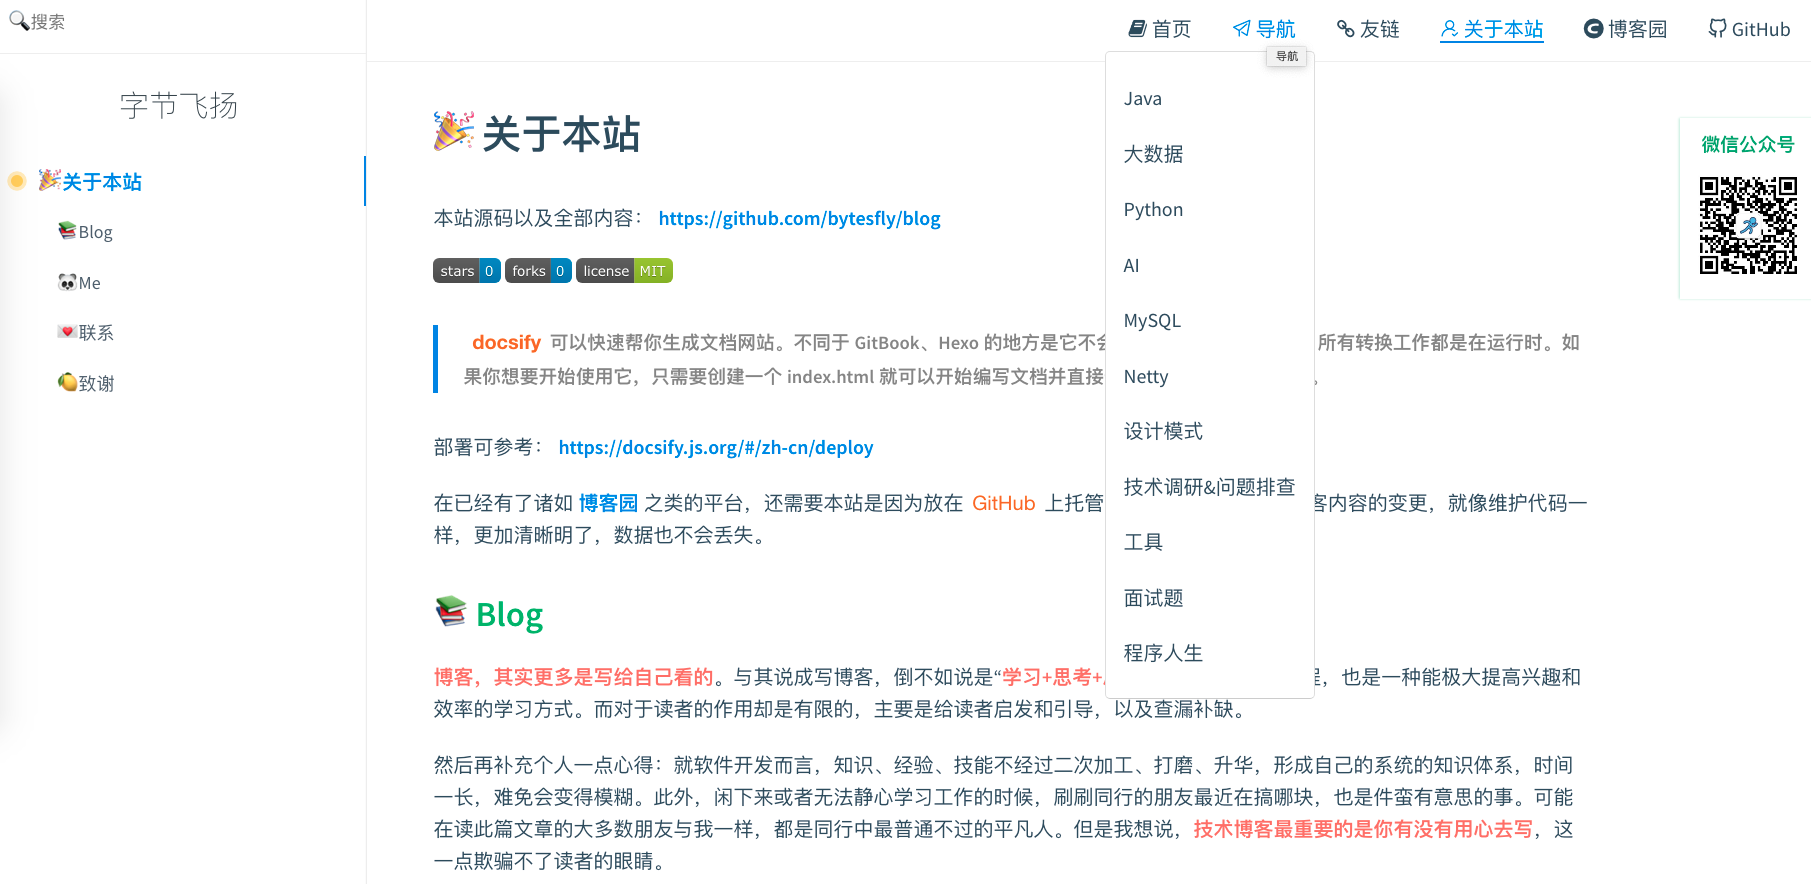 搜索
首页
导航
友链
关于本站
博客园
GitHub
导航
字节飞扬
关于本站
Blog
Me
联系
致谢
Java
大数据
Python
AI
MySQL
Netty
设计模式
技术调研&问题排查
工具
面试题
程序人生
微信公众号
关于本站
本站源码以及全部内容： https://github.com/bytesfly/blog
stars 0 forks 0 license MIT
docsify 可以快速帮你生成文档网站。不同于 GitBook、Hexo 的地方是它不会 所有转换工作都是在运行时。如
果你想要开始使用它，只需要创建一个 index.html 就可以开始编写文档并直接 。
部署可参考： https://docsify.js.org/#/zh-cn/deploy
在已经有了诸如 博客园 之类的平台，还需要本站是因为放在 GitHub 上托管 客内容的变更，就像维护代码一
样，更加清晰明了，数据也不会丢失。
Blog
博客，其实更多是写给自己看的。与其说成写博客，倒不如说是“学习+思考+ ，也是一种能极大提高兴趣和
效率的学习方式。而对于读者的作用却是有限的，主要是给读者启发和引导，以及查漏补缺。
然后再补充个人一点心得：就软件开发而言，知识、经验、技能不经过二次加工、打磨、升华，形成自己的系统的知识体系，时间
一长，难免会变得模糊。此外，闲下来或者无法静心学习工作的时候，刷刷同行的朋友最近在搞哪块，也是件蛮有意思的事。可能
在读此篇文章的大多数朋友与我一样，都是同行中最普通不过的平凡人。但是我想说，技术博客最重要的是你有没有用心去写，这
一点欺骗不了读者的眼睛。